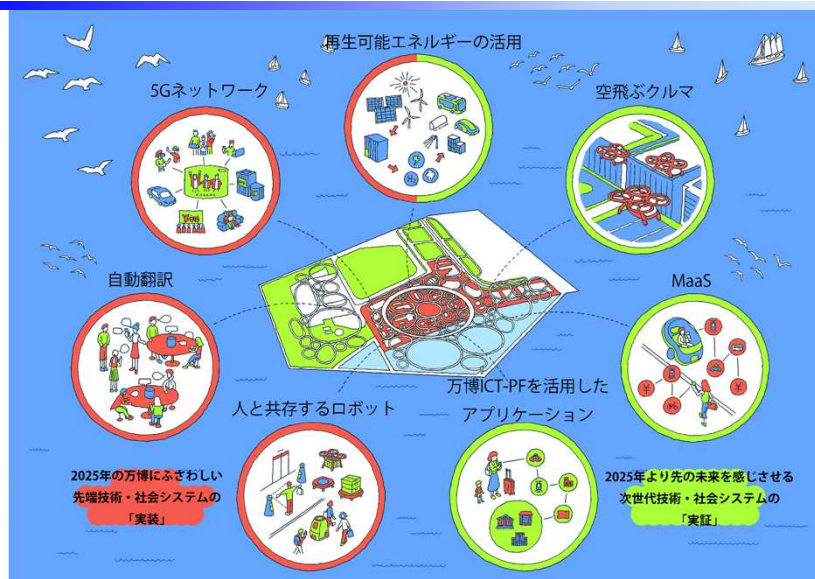 再生可能エネルギーの活用
5Gネットワーク
空飛ぶクルマ
自動翻訳
MaaS
人と共存するロボット
万博ICT-PFを活用した
アプリケーション
2025年の万博にふさわしい
先端技術・社会システムの
「実装」
2025年より先の未来を感じさせる
次世代技術・社会システムの
「実証」
H₂
¥
¥